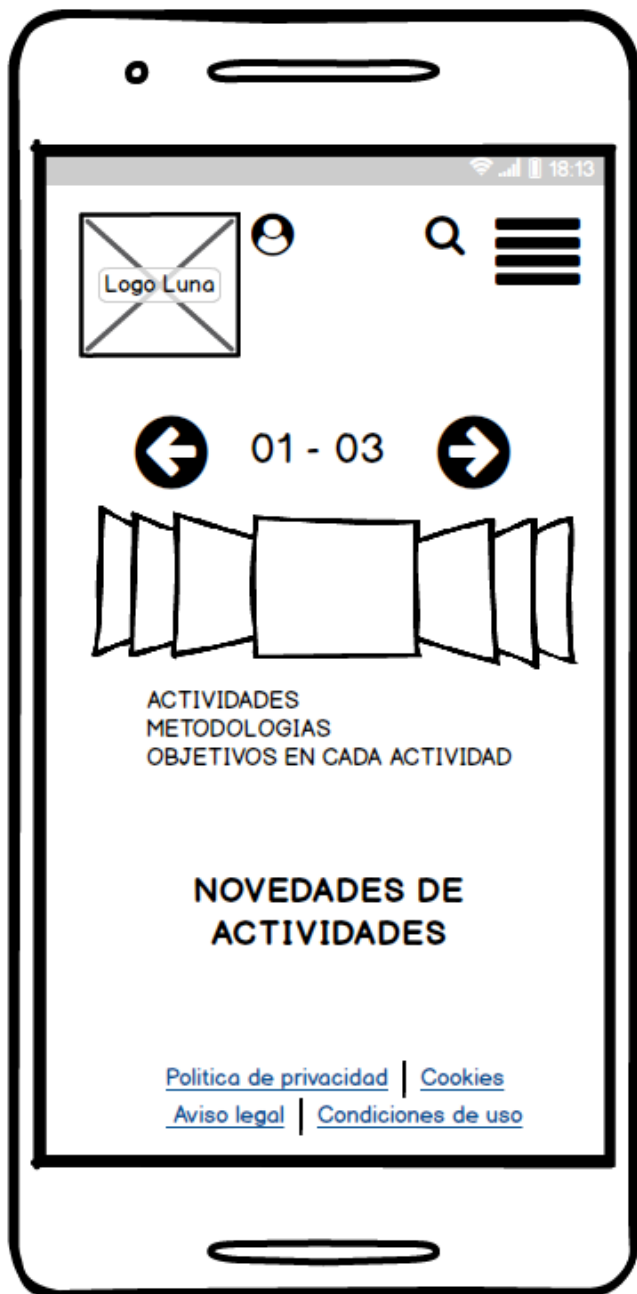 18:13
Logo Luna
01 - 03
ACTIVIDADES
METODOLOGIAS
OBJETIVOS EN CADA ACTIVIDAD
NOVEDADES DE
ACTIVIDADES
Politica de privacidad | Cookies
Aviso legal | Condiciones de uso